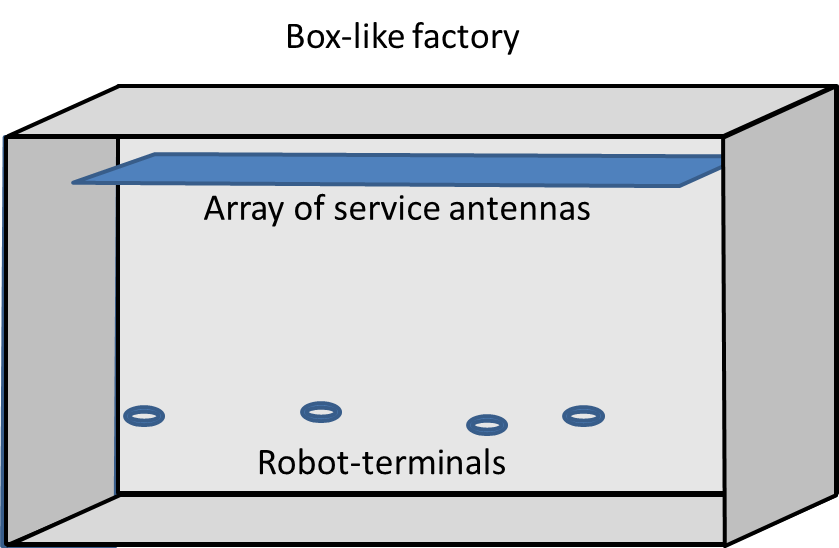 Box-like factory
Array of service antennas
Robot-terminals